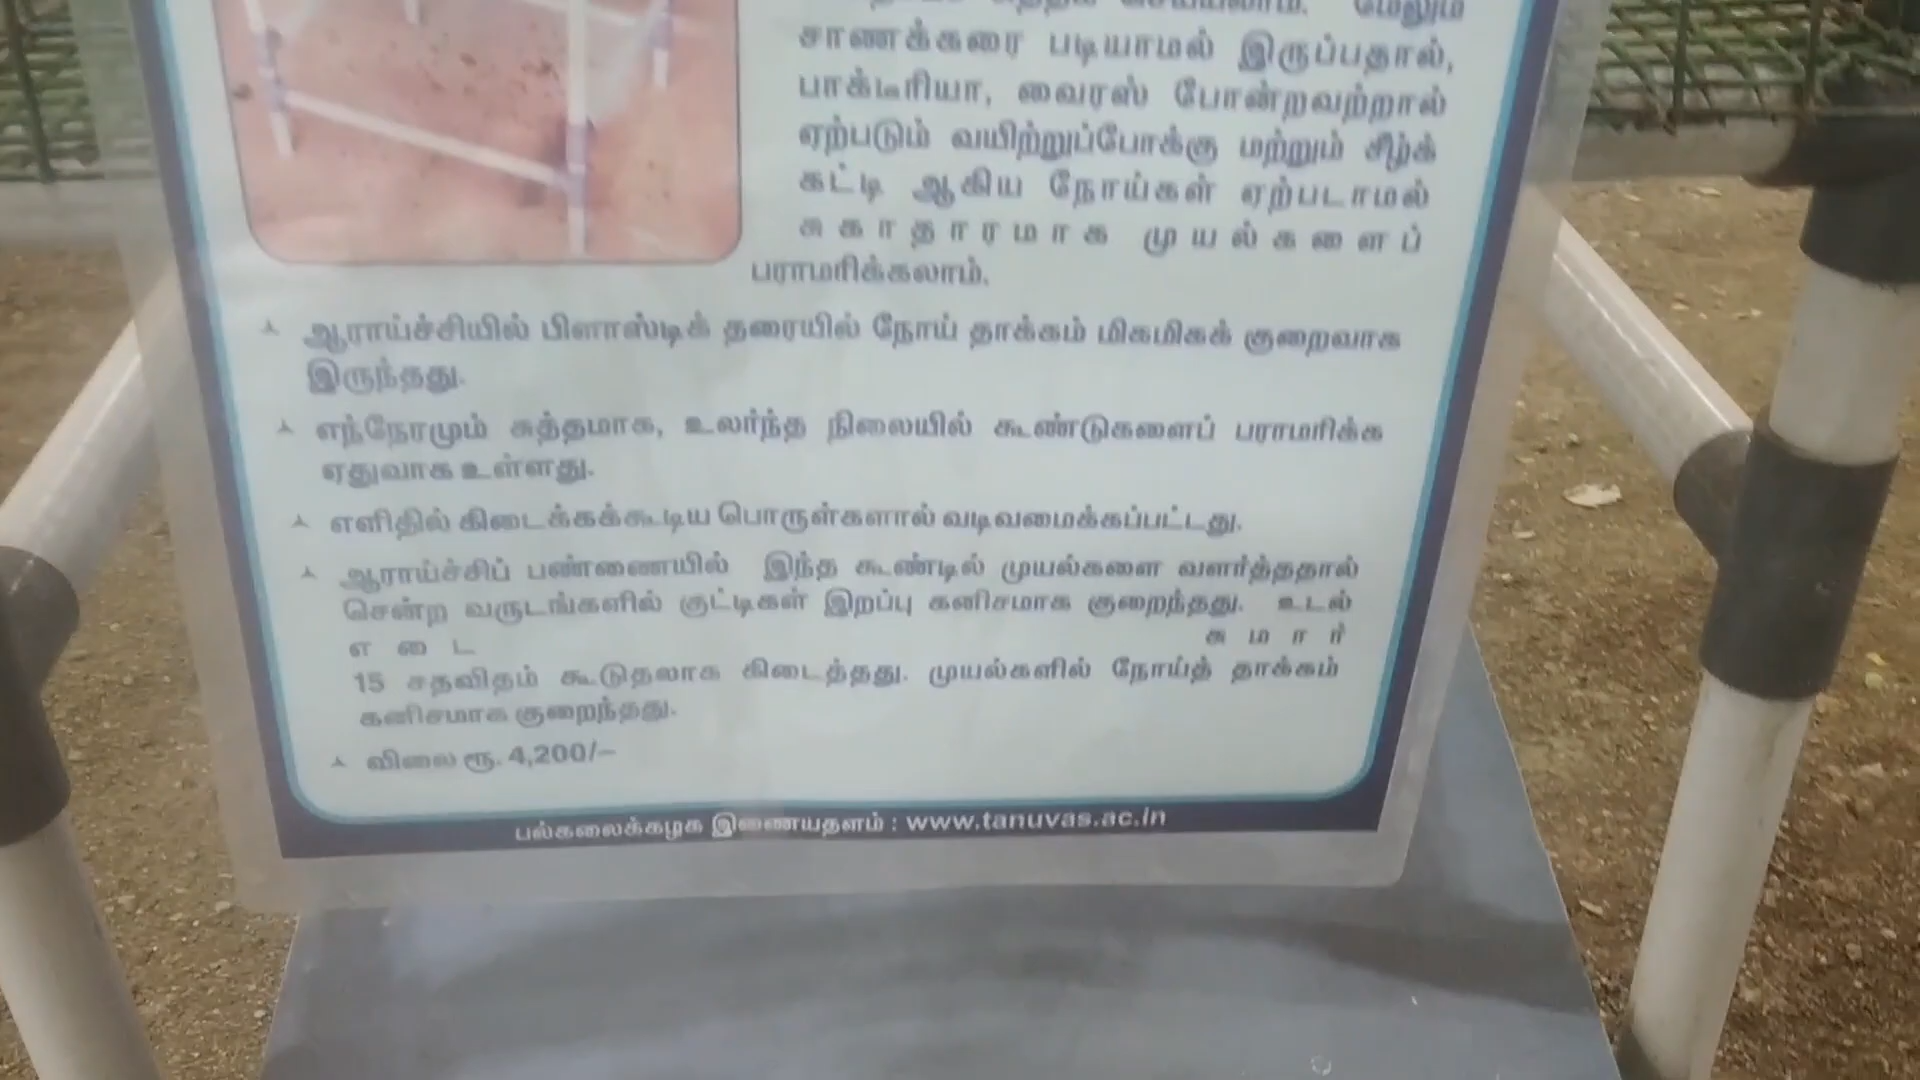 மேலும்
சாணக்கரை படியாமல் இருப்பதால்,
பாக்டீரியா, வைரஸ் போன்றவற்றால்
ஏற்படும் வயிற்றுப்போக்கு மற்றும் சீழ்க்
கட்டி ஆகிய நோய்கள் ஏற்படாமல்
சுகாதாரமாக முயல்களைப்
பராமரிக்கலாம்.
ஆராய்ச்சியில் பிளாஸ்டிக் தரையில் நோய் தாக்கம் மிகமிகக் குறைவாக
இருந்தது.
எந்நேரமும் சுத்தமாக, உலர்ந்த நிலையில் கூண்டுகளைப் பராமரிக்க
ஏதுவாக உள்ளது.
எளிதில் கிடைக்கக்கூடிய பொருள்களால் வடிவமைக்கப்பட்டது.
ஆராய்ச்சிப் பண்ணையில் இந்த கூண்டில் முயல்களை வளர்த்ததால்
சென்ற வருடங்களில் குட்டிகள் இறப்பு கனிசமாக குறைந்தது. உடல்
எடை சுமார்
15 சதவிதம் கூடுதலாக கிடைத்தது. முயல்களில் நோய்த் தாக்கம்
கனிசமாக குறைந்தது.
விலை ரூ. 4,200/–
பல்கலைக்கழக இணையதளம் : www.tanuvas.ac.in